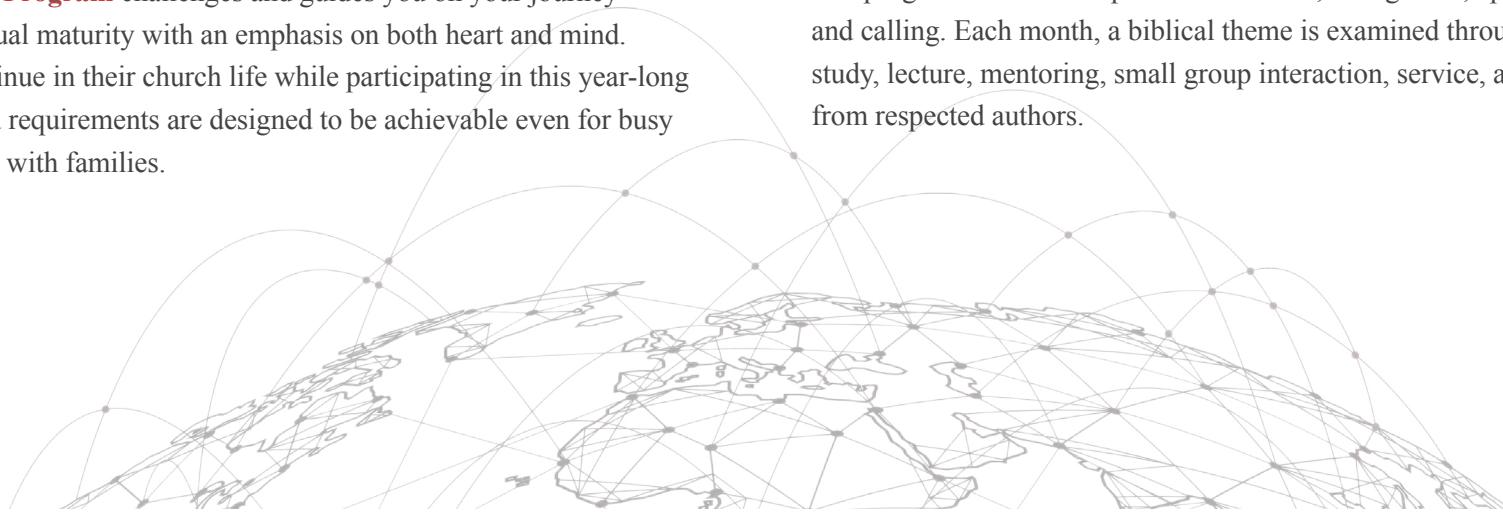 Program challenges and guides you on your journey
ual maturity with an emphasis on both heart and mind.
inue in their church life while participating in this year-long
requirements are designed to be achievable even for busy
with families.
and calling. Each month, a biblical theme is examined throu
study, lecture, mentoring, small group interaction, service, a
from respected authors.